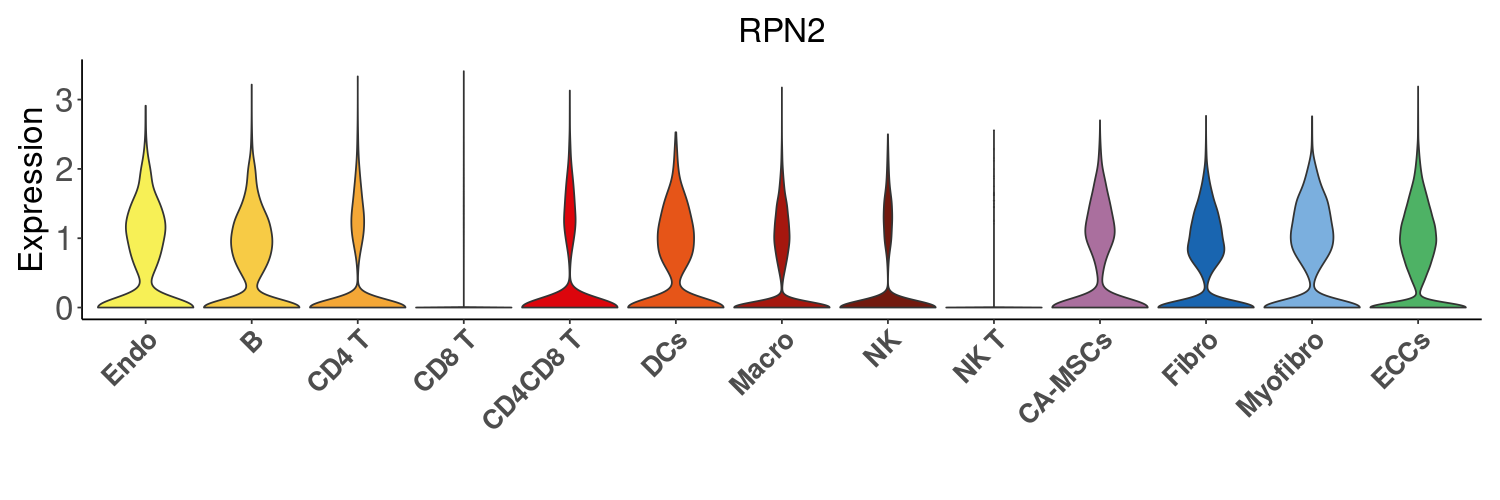 RPN2
Expression
3
2
1
0
Endo
B
CD4 T
CD8 T
CD4CD8 T
DCs
Macro
NK
NK T
CA-MSCs
Fibro
Myofibro
ECCs